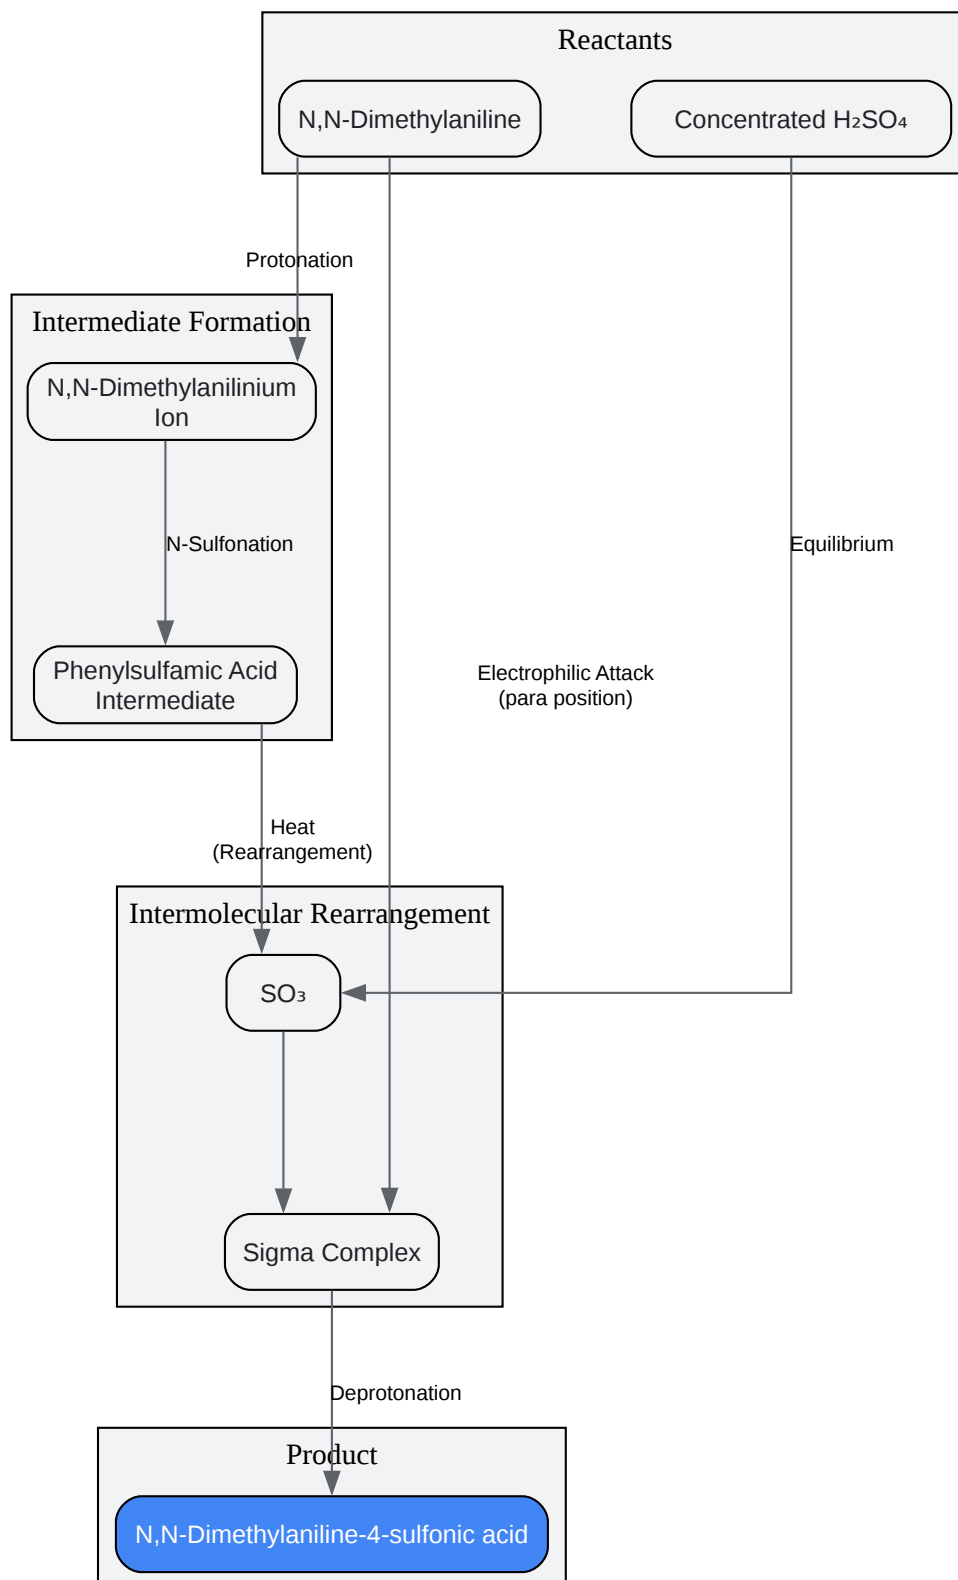 Reactants
N,N-Dimethylaniline
Concentrated H₂SO₄
Protonation
Intermediate Formation
N,N-Dimethylanilinium
Ion
N-Sulfonation
Equilibrium
Phenylsulfamic Acid
Intermediate
Electrophilic Attack
(para position)
Heat
(Rearrangement)
Intermolecular Rearrangement
SO₃
Sigma Complex
Deprotonation
Product
N,N-Dimethylaniline-4-sulfonic acid